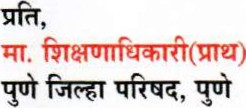 प्रति,
मा. शिक्षणाधिकारी(प्राथ)
पुणे जिल्हा परिषद, पुणे